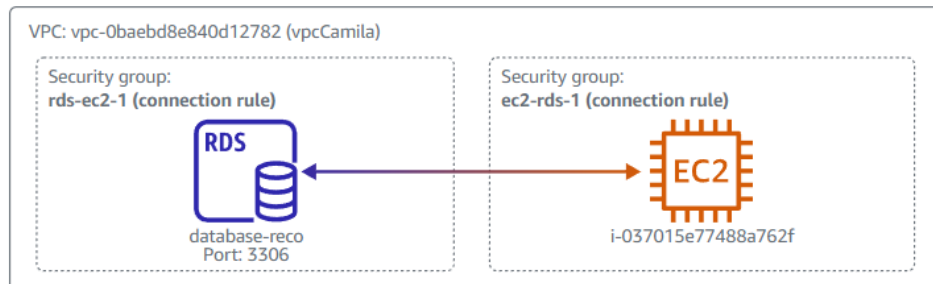 VPC: vpc-0baebd8e840d12782 (vpcCamila)
Security group:
rds-ec2-1 (connection rule)
RDS
database-reco
Port: 3306
Security group:
ec2-rds-1 (connection rule)
EC2
i-037015e77488a762f